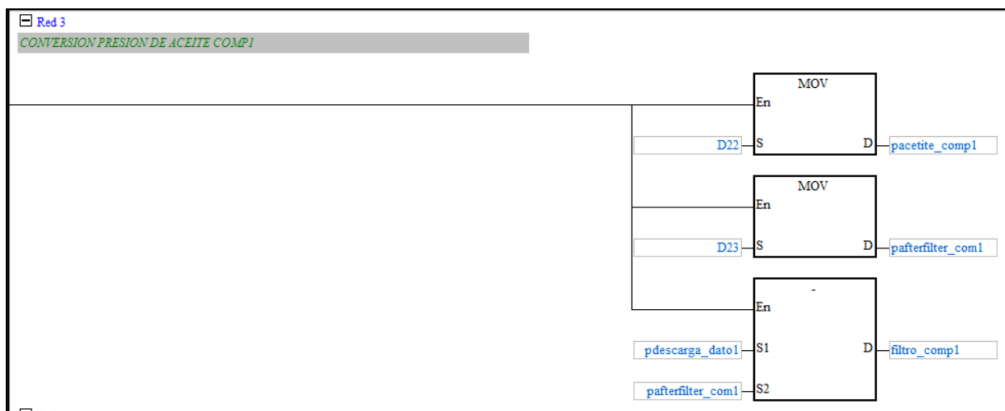 Red 3
CONVERSION PRESION DE ACEITE COMP1
MOV
En
D22 S D pacetite_comp1
MOV
En
D23 S D pafterfilter_com1
-
En
pdescarga_dato1 S1 D filtro_comp1
pafterfilter_com1 S2